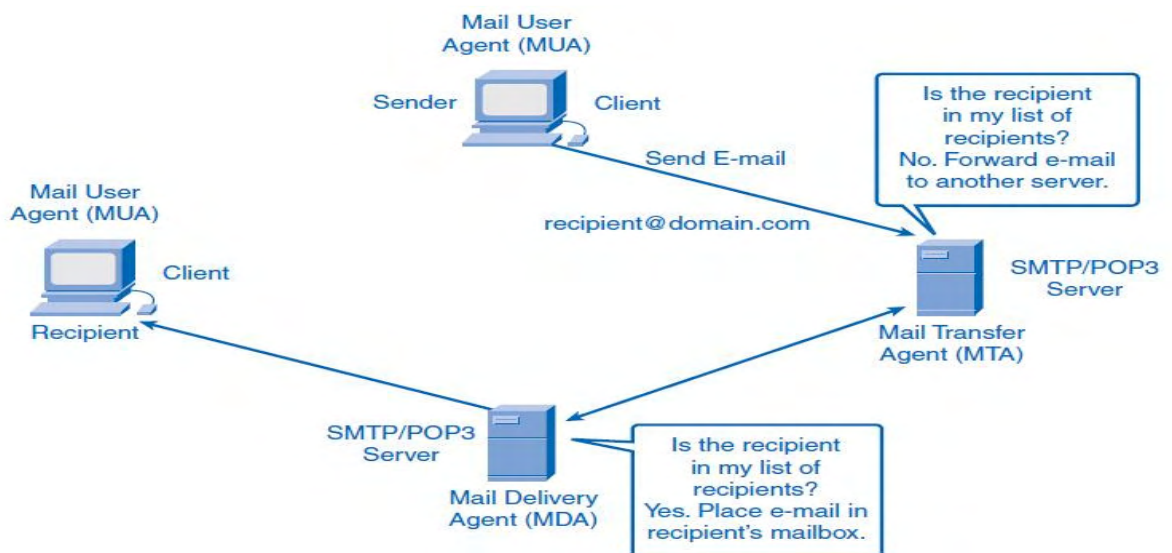 Mail User
Agent (MUA)
Sender
Client
Send E-mail
recipient@domain.com
Is the recipient
in my list of
recipients?
No. Forward e-mail
to another server.
SMTP/POP3
Server
Mail Transfer
Agent (MTA)
Mail User
Agent (MUA)
Client
Recipient
SMTP/POP3
Server
Mail Delivery
Agent (MDA)
Is the recipient
in my list of
recipients?
Yes. Place e-mail in
recipient's mailbox.